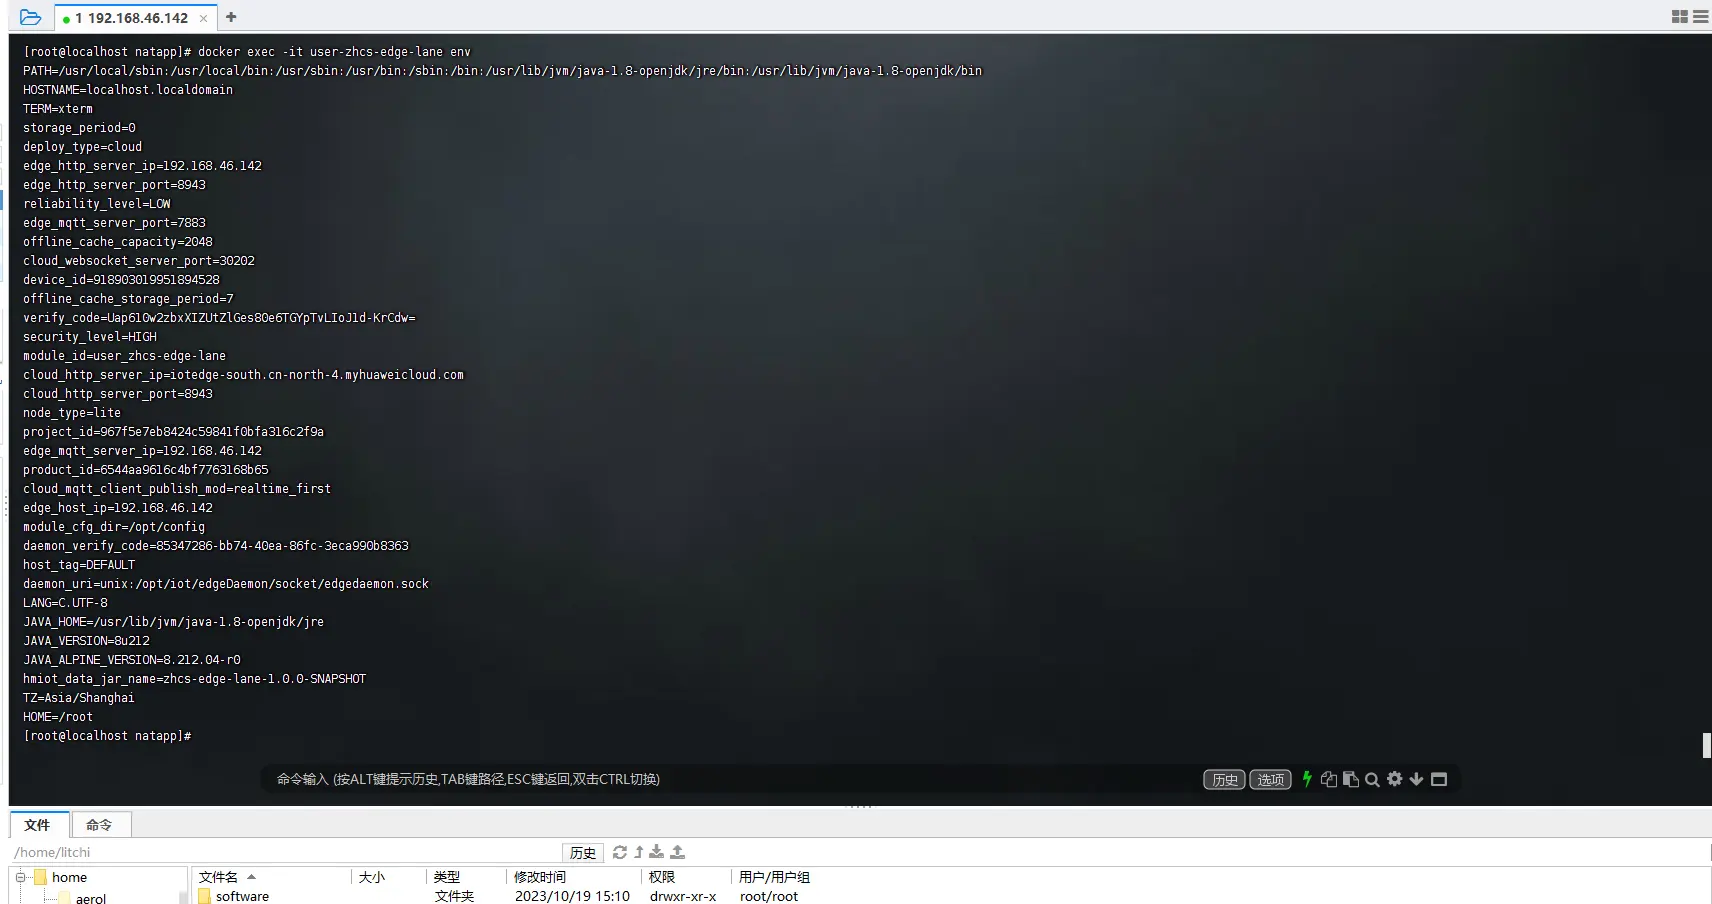 1 192.168.46.142
[root@localhost natapp]# docker exec -it user-zhcs-edge-lane env
PATH=/usr/local/sbin:/usr/local/bin:/usr/sbin:/usr/bin:/sbin:/bin:/usr/lib/jvm/java-1.8-openjdk/jre/bin:/usr/lib/jvm/java-1.8-openjdk/bin
HOSTNAME=localhost.localdomain
TERM=xterm
storage_period=0
deploy_type=cloud
edge_http_server_ip=192.168.46.142
edge_http_server_port=8943
reliability_level=LOW
edge_mqtt_server_port=7883
offline_cache_capacity=2048
cloud_websocket_server_port=30202
device_id=918903019951894528
offline_cache_storage_period=7
verify_code=Uap610w2zbxXIZUtZlGes80e6TGYpTvLIoJ1d-KrCdw=
security_level=HIGH
module_id=user_zhcs-edge-lane
cloud_http_server_ip=iotedge-south.cn-north-4.myhuaweicloud.com
cloud_http_server_port=8943
node_type=lite
project_id=967f5e7eb8424c59841f0bfa316c2f9a
edge_mqtt_server_ip=192.168.46.142
product_id=6544aa9616c4bf7763168b65
cloud_mqtt_client_publish_mod=realtime_first
edge_host_ip=192.168.46.142
module_cfg_dir=/opt/config
daemon_verify_code=85347286-bb74-40ea-86fc-3eca990b8363
host_tag=DEFAULT
daemon_uri=unix:/opt/iot/edgeDaemon/socket/edgedaemon.sock
LANG=C.UTF-8
JAVA_HOME=/usr/lib/jvm/java-1.8-openjdk/jre
JAVA_VERSION=8u212
JAVA_ALPINE_VERSION=8.212.04-r0
hmiot_data_jar_name=zhcs-edge-lane-1.0.0-SNAPSHOT
TZ=Asia/Shanghai
HOME=/root
[root@localhost natapp]#
命令输入 (按ALT键提示历史,TAB键路径,ESC键返回,双击CTRL切换) 历史 选项
文件 命令
/home/litchi 历史
home 文件名 大小 类型 修改时间 权限 用户/用户组
aerol software 文件夹 2023/10/19 15:10 drwxr-xr-x root/root